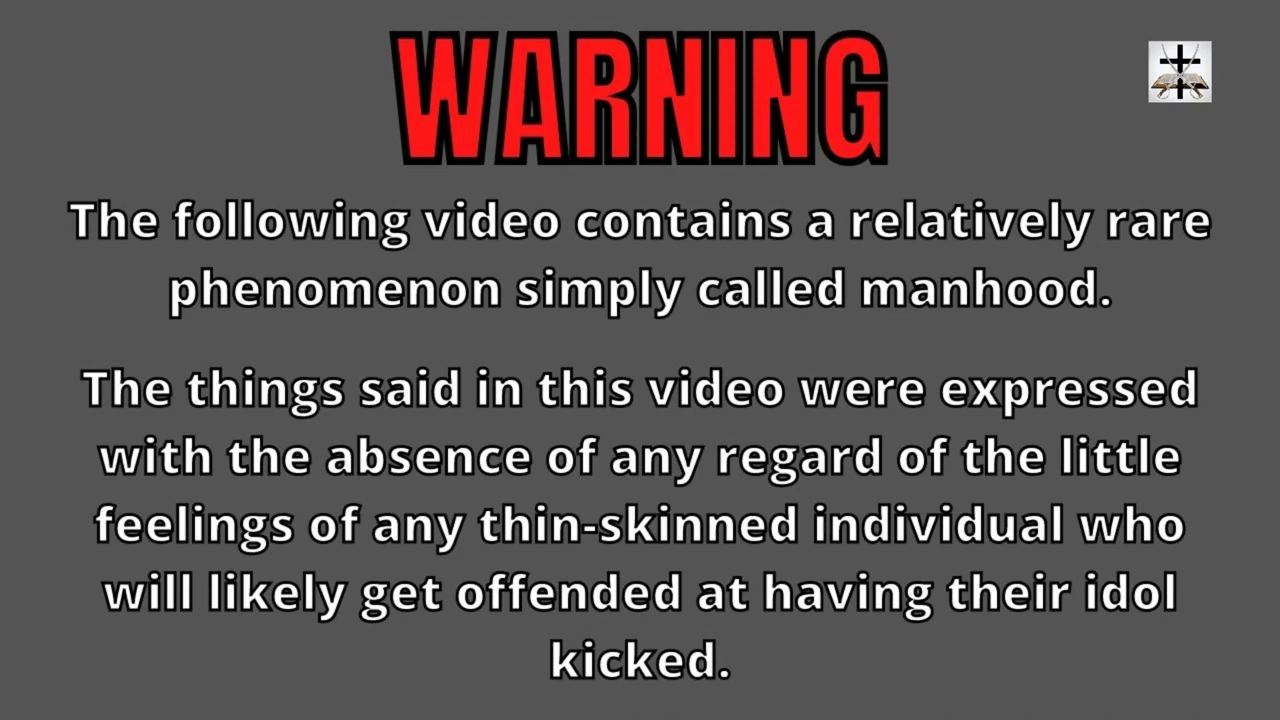 WARNING
The following video contains a relatively rare
phenomenon simply called manhood.
The things said in this video were expressed
with the absence of any regard of the little
feelings of any thin-skinned individual who
will likely get offended at having their idol
kicked.